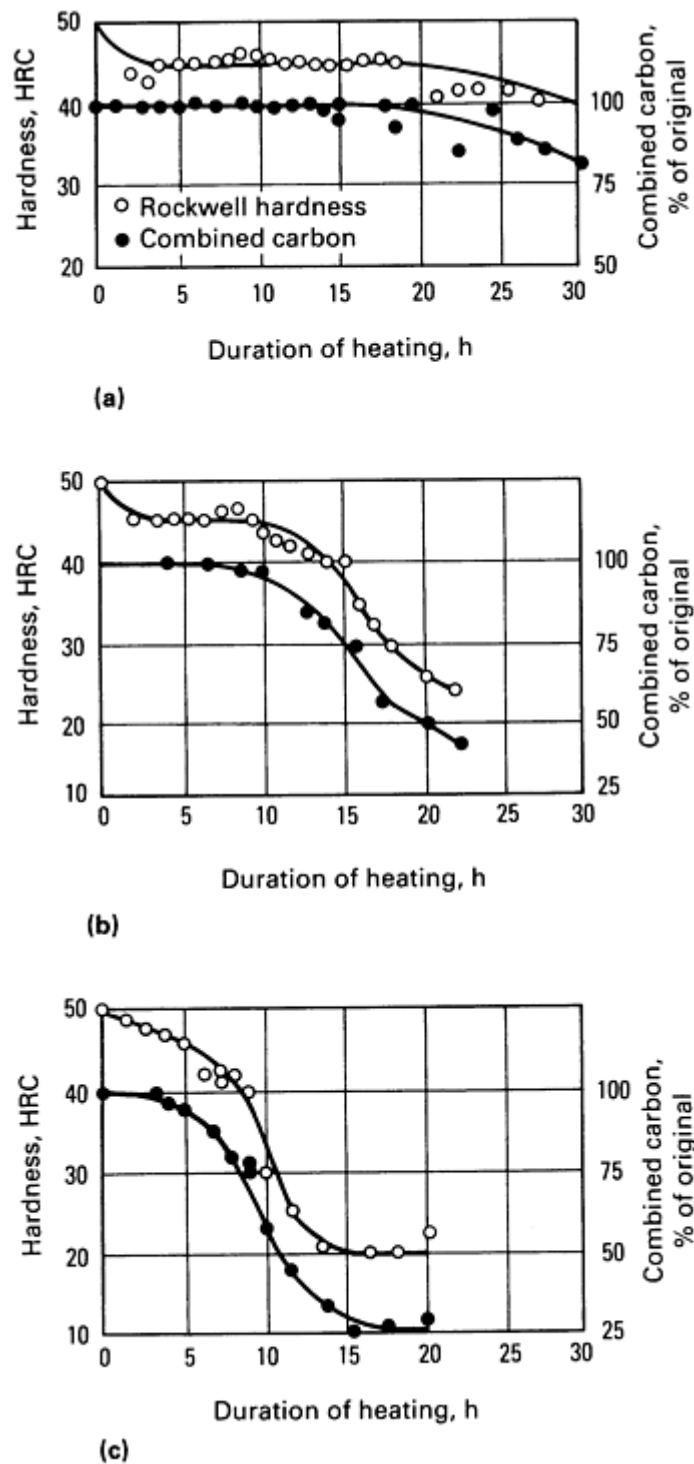 Hardness, HRC
50
40
30
20
Rockwell hardness
Combined carbon
100
75
50
Combined carbon,
% of original
0 5 10 15 20 25 30
Duration of heating, h
(a)
Hardness, HRC
50
40
30
20
10
100
75
50
25
Combined carbon,
% of original
0 5 10 15 20 25 30
Duration of heating, h
(b)
Hardness, HRC
50
40
30
20
10
100
75
50
25
Combined carbon,
% of original
0 5 10 15 20 25 30
Duration of heating, h
(c)